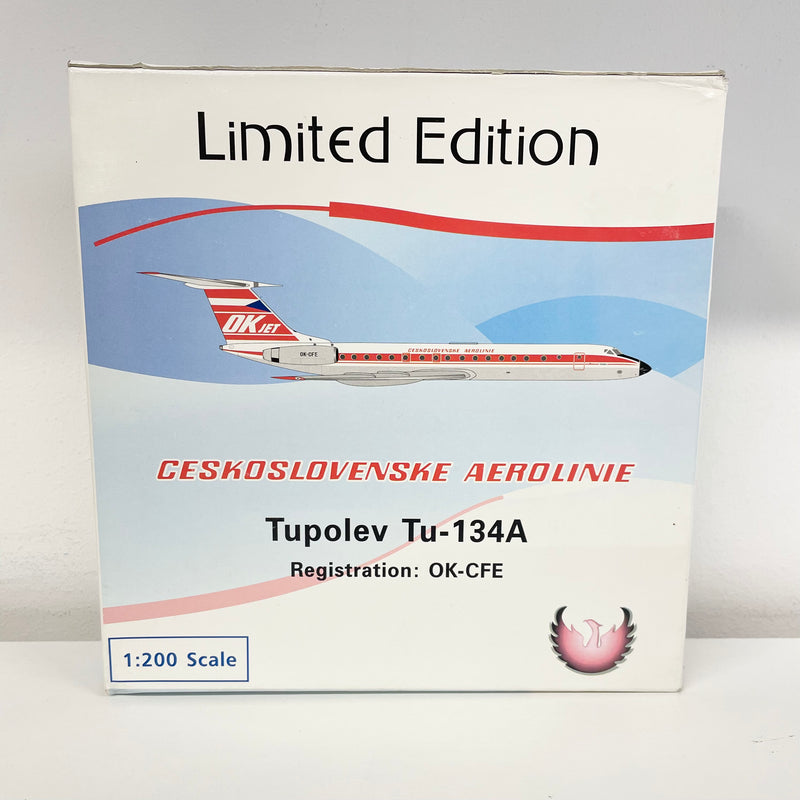 Limited Edition
OK JET
OK-CFE
CESKOSLOVENSKE AEROLINIE
CESKOSLOVENSKE AEROLINIE
Tupolev Tu-134A
Registration: OK-CFE
1:200 Scale